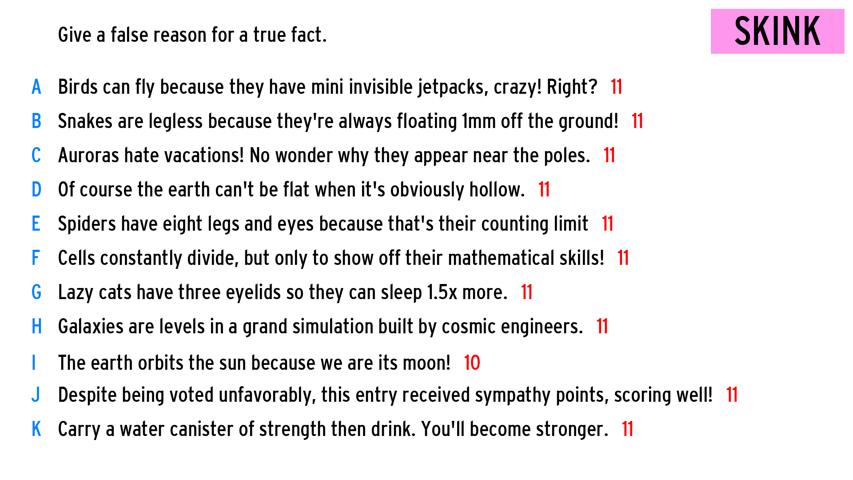 Give a false reason for a true fact.
SKINK
A Birds can fly because they have mini invisible jetpacks, crazy! Right? 11
B Snakes are legless because they're always floating 1mm off the ground! 11
C Auroras hate vacations! No wonder why they appear near the poles. 11
D Of course the earth can't be flat when it's obviously hollow. 11
E Spiders have eight legs and eyes because that's their counting limit 11
F Cells constantly divide, but only to show off their mathematical skills! 11
G Lazy cats have three eyelids so they can sleep 1.5x more. 11
H Galaxies are levels in a grand simulation built by cosmic engineers. 11
I The earth orbits the sun because we are its moon! 10
J Despite being voted unfavorably, this entry received sympathy points, scoring well! 11
K Carry a water canister of strength then drink. You'll become stronger. 11